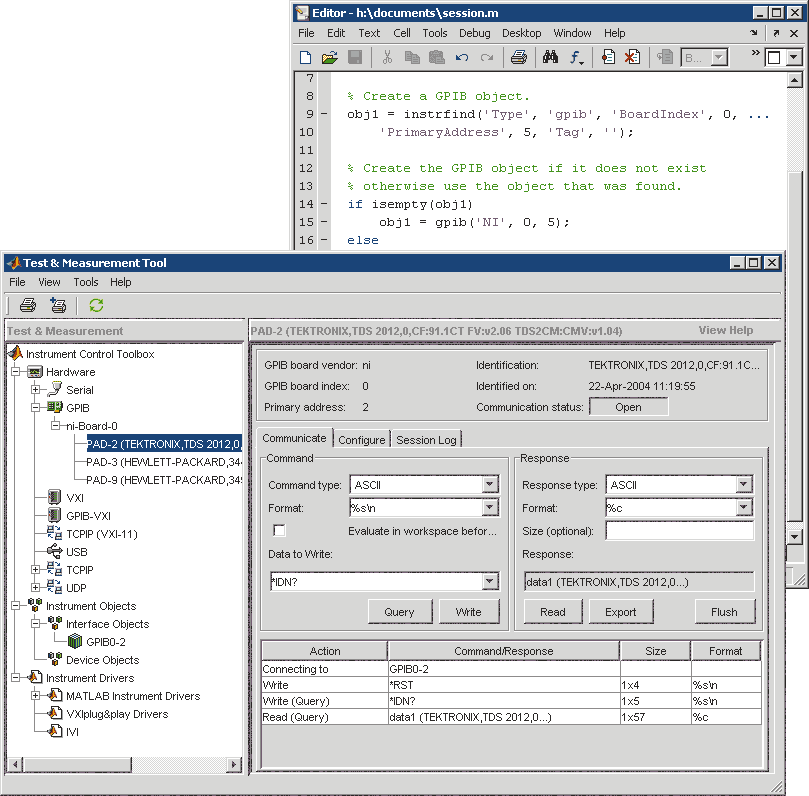 Editor - h:\documents\session.m
File Edit Text Cell Tools Debug Desktop Window Help
B...
7
8 % Create a GPIB object.
9 - obj1 = instrfind('Type', 'gpib', 'BoardIndex', 0, ...
10 'PrimaryAddress', 5, 'Tag', '');
11
12 % Create the GPIB object if it does not exist
13 % otherwise use the object that was found.
14 - if isempty(obj1)
15 - obj1 = gpib('NI', 0, 5);
16 - else
Test & Measurement Tool
File View Tools Help
Test & Measurement
Instrument Control Toolbox
Hardware
Serial
GPIB
ni-Board-0
PAD-2 (TEKTRONIX,TDS 2012,0,
PAD-3 (HEWLETT-PACKARD,34
PAD-9 (HEWLETT-PACKARD,349
VXI
GPIB-VXI
TCPIP (VXI-11)
USB
TCPIP
UDP
Instrument Objects
Interface Objects
GPIB0-2
Device Objects
Instrument Drivers
MATLAB Instrument Drivers
VXIplug&play Drivers
IVI
PAD-2 (TEKTRONIX,TDS 2012,0,CF:91.1CT FV:v2.06 TDS2CM:CMV:v1.04) View Help
GPIB board vendor: ni Identification: TEKTRONIX,TDS 2012,0,CF:91.1C...
GPIB board index: 0 Identified on: 22-Apr-2004 11:19:55
Primary address: 2 Communication status: Open
Communicate Configure Session Log
Command
Command type: ASCII
Format: %s\n
Evaluate in workspace befor...
Data to Write:
*IDN?
Query Write
Response
Response type: ASCII
Format: %c
Size (optional):
Response:
data1 (TEKTRONIX,TDS 2012,0...)
Read Export Flush
Action Command/Response Size Format
Connecting to GPIB0-2
Write *RST 1x4 %s\n
Write (Query) *IDN? 1x5 %s\n
Read (Query) data1 (TEKTRONIX,TDS 2012,0...) 1x57 %c